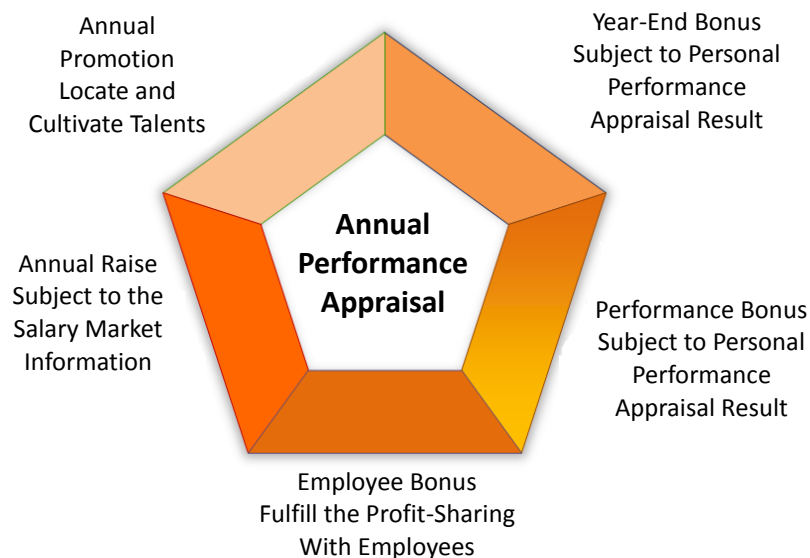 Annual
Promotion
Locate and
Cultivate Talents
Year-End Bonus
Subject to Personal
Performance
Appraisal Result
Annual
Performance
Appraisal
Annual Raise
Subject to the
Salary Market
Information
Performance Bonus
Subject to Personal
Performance
Appraisal Result
Employee Bonus
Fulfill the Profit-Sharing
With Employees